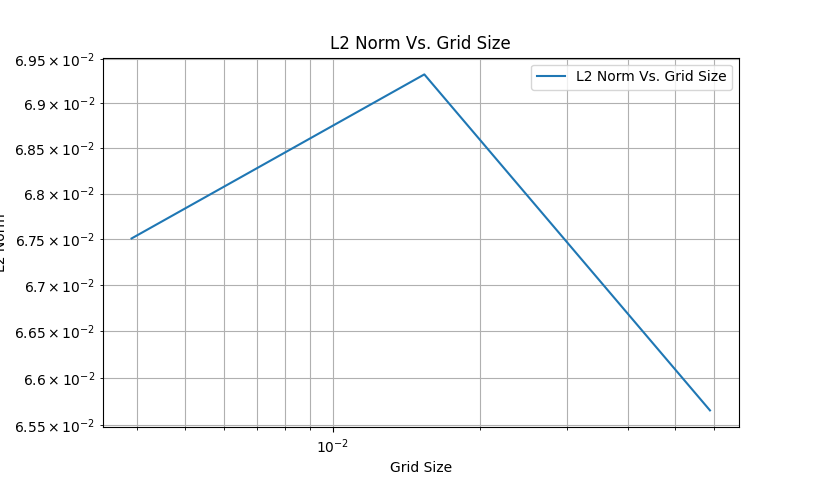 L2 Norm Vs. Grid Size
6.95 × 10⁻²
6.9 × 10⁻²
6.85 × 10⁻²
6.8 × 10⁻²
6.75 × 10⁻²
6.7 × 10⁻²
6.65 × 10⁻²
6.6 × 10⁻²
6.55 × 10⁻²
L2 Norm
L2 Norm Vs. Grid Size
10⁻²
Grid Size